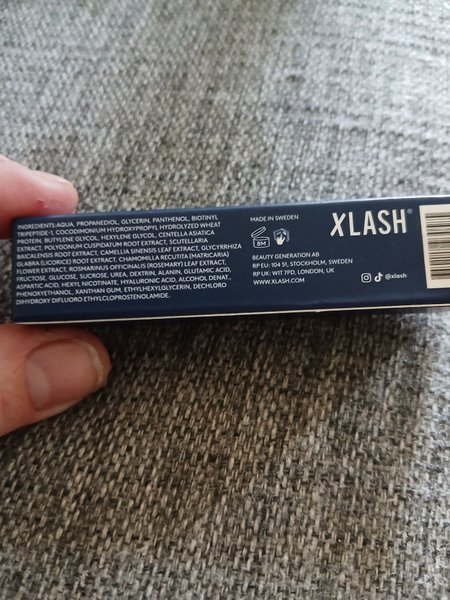 INGREDIENTS: AQUA, PROPANEDIOL, GLYCERIN, PANTHENOL, BIOTINYL
TRIPEPTIDE-1, COCODIMONIUM HYDROXYPROPYL HYDROLYZED WHEAT
PROTEIN, BUTYLENE GLYCOL, HEXYLENE GLYCOL, CENTELLA ASIATICA
EXTRACT, POLYGONUM CUSPIDATUM ROOT EXTRACT, SCUTELLARIA
BAICALENSIS ROOT EXTRACT, CAMELLIA SINENSIS LEAF EXTRACT, GLYCYRRHIZA
GLABRA (LICORICE) ROOT EXTRACT, CHAMOMILLA RECUTITA (MATRICARIA)
FLOWER EXTRACT, ROSMARINUS OFFICINALIS (ROSEMARY) LEAF EXTRACT,
FRUCTOSE, GLUCOSE, SUCROSE, UREA, DEXTRIN, ALANIN, GLUTAMIC ACID,
ASPARTIC ACID, HEXYL NICOTINATE, HYALURONIC ACID, ALCOHOL DENAT.,
PHENOXYETHANOL, XANTHAN GUM, ETHYLHEXYLGLYCERIN, DECHLORO
DIHYDROXY DIFLUORO ETHYLCLOPROSTENOLAMIDE.
MADE IN SWEDEN
8M
BEAUTY GENERATION AB
RP EU: 104 51, STOCKHOLM, SWEDEN
RP UK: W1T 7PD, LONDON, UK
WWW.XLASH.COM
XLASH®
@xlash